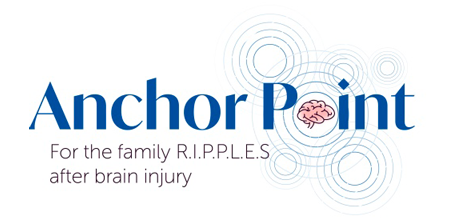 Anchor Point
For the family R.I.P.P.L.E.S
after brain injury